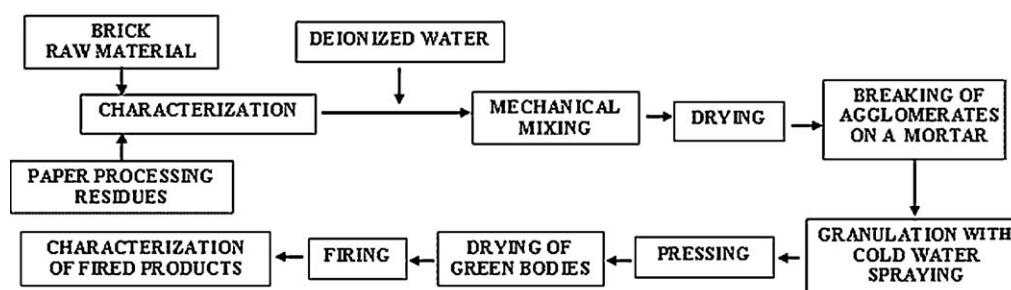 BRICK
RAW MATERIAL
DEIONIZED WATER
CHARACTERIZATION
PAPER PROCESSING
RESIDUES
MECHANICAL
MIXING
DRYING
BREAKING OF
AGGLOMERATES
ON A MORTAR
GRANULATION WITH
COLD WATER
SPRAYING
PRESSING
DRYING OF
GREEN BODIES
FIRING
CHARACTERIZATION
OF FIRED PRODUCTS